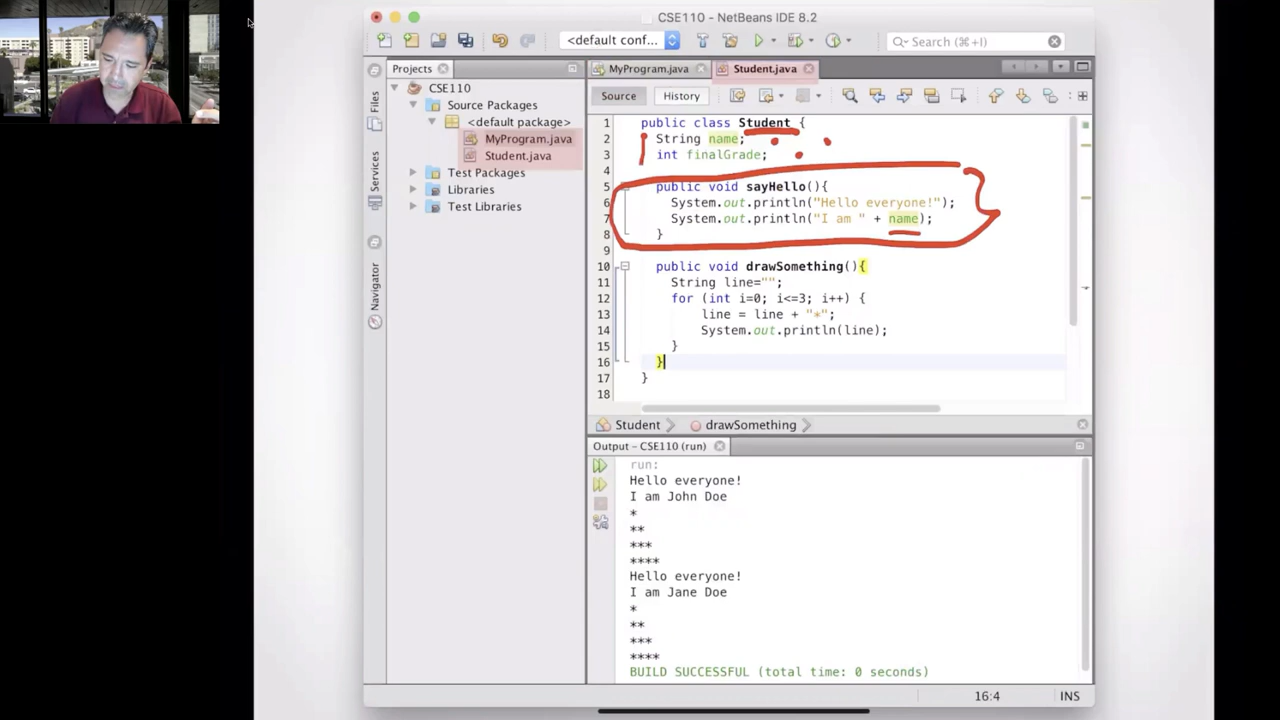 CSE110 - NetBeans IDE 8.2
<default conf...
Search (⌘+I)
Projects
Files
Services
Navigator
CSE110
Source Packages
<default package>
MyProgram.java
Student.java
Test Packages
Libraries
Test Libraries
MyProgram.java
Student.java
Source
History
1 public class Student {
2 String name;
3 int finalGrade;
4
5 public void sayHello(){
6 System.out.println("Hello everyone!");
7 System.out.println("I am " + name);
8 }
9
10 public void drawSomething(){
11 String line="";
12 for (int i=0; i<=3; i++) {
13 line = line + "*";
14 System.out.println(line);
15 }
16 }
17 }
18
Student
drawSomething
Output - CSE110 (run)
run:
Hello everyone!
I am John Doe
*
**
***
****
Hello everyone!
I am Jane Doe
*
**
***
****
BUILD SUCCESSFUL (total time: 0 seconds)
16:4
INS